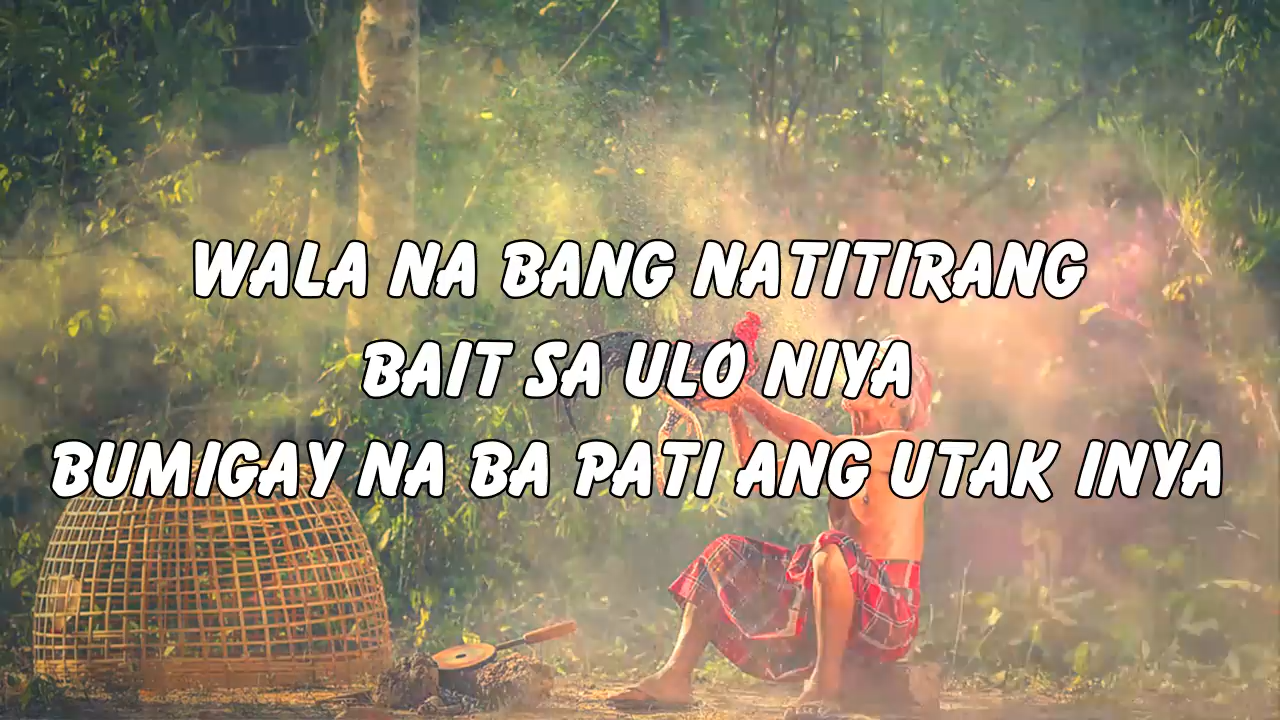 WALA NA BANG NATITIRANG
BAIT SA ULO NIYA
BUMIGAY NA BA PATI ANG UTAK INYA